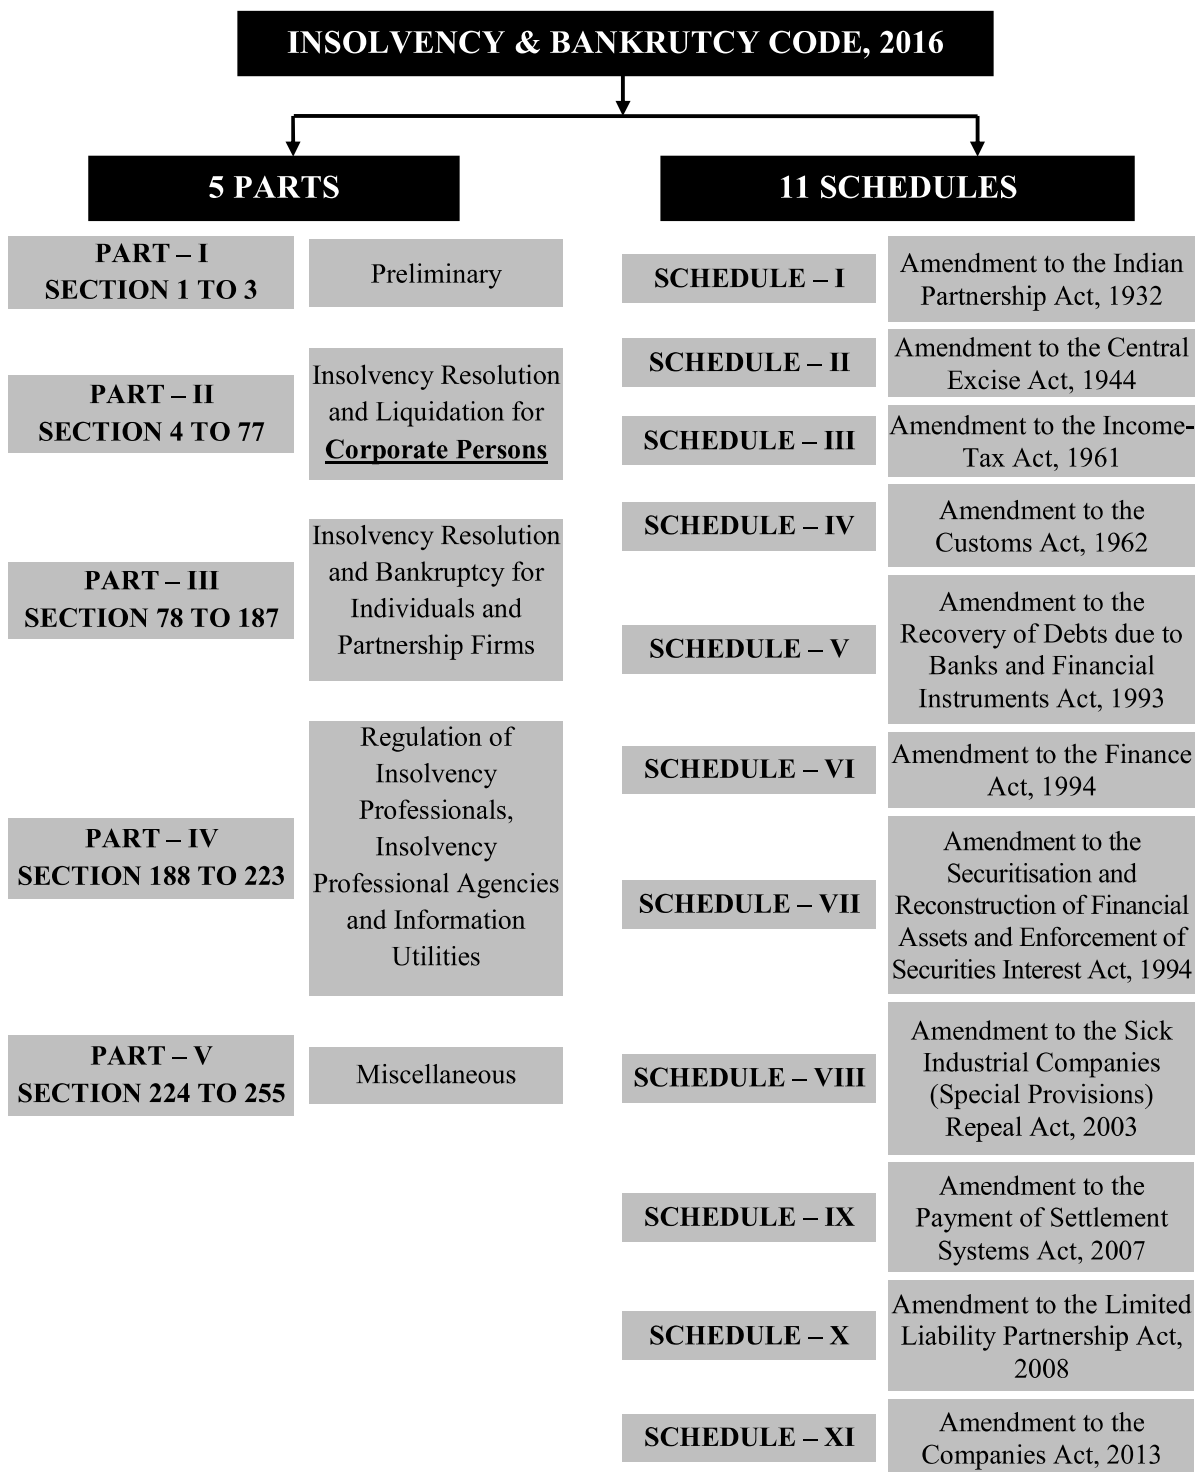 INSOLVENCY & BANKRUTCY CODE, 2016
5 PARTS
PART – I
SECTION 1 TO 3
Preliminary
PART – II
SECTION 4 TO 77
Insolvency Resolution
and Liquidation for
Corporate Persons
PART – III
SECTION 78 TO 187
Insolvency Resolution
and Bankruptcy for
Individuals and
Partnership Firms
PART – IV
SECTION 188 TO 223
Regulation of
Insolvency
Professionals,
Insolvency
Professional Agencies
and Information
Utilities
PART – V
SECTION 224 TO 255
Miscellaneous
11 SCHEDULES
SCHEDULE – I
Amendment to the Indian
Partnership Act, 1932
SCHEDULE – II
Amendment to the Central
Excise Act, 1944
SCHEDULE – III
Amendment to the Income-
Tax Act, 1961
SCHEDULE – IV
Amendment to the
Customs Act, 1962
SCHEDULE – V
Amendment to the
Recovery of Debts due to
Banks and Financial
Instruments Act, 1993
SCHEDULE – VI
Amendment to the Finance
Act, 1994
SCHEDULE – VII
Amendment to the
Securitisation and
Reconstruction of Financial
Assets and Enforcement of
Securities Interest Act, 1994
SCHEDULE – VIII
Amendment to the Sick
Industrial Companies
(Special Provisions)
Repeal Act, 2003
SCHEDULE – IX
Amendment to the
Payment of Settlement
Systems Act, 2007
SCHEDULE – X
Amendment to the Limited
Liability Partnership Act,
2008
SCHEDULE – XI
Amendment to the
Companies Act, 2013